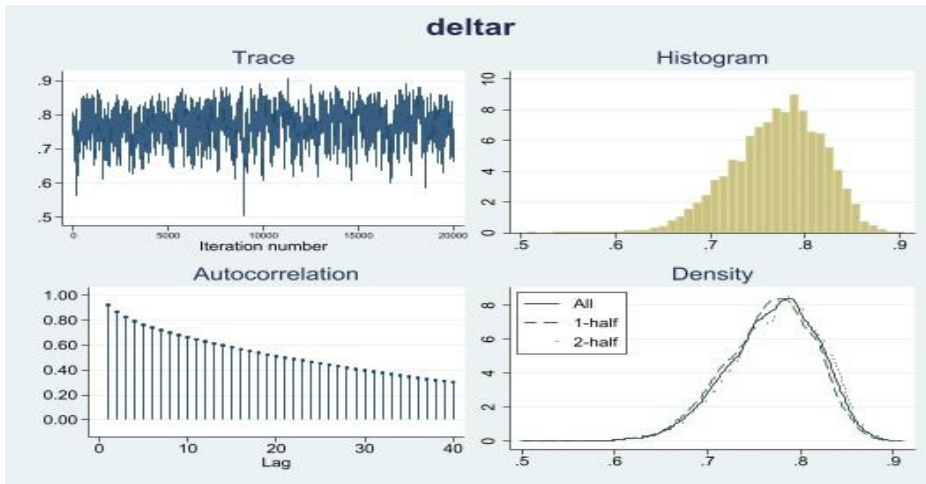 deltar
Trace
.9
.8
.7
.6
.5
0 5000 10000 15000 20000
Iteration number
Histogram
10
8
6
4
2
0
.5 .6 .7 .8 .9
Autocorrelation
1.00
0.80
0.60
0.40
0.20
0.00
0 10 20 30 40
Lag
Density
8
6
4
2
0
All
1-half
2-half
.5 .6 .7 .8 .9